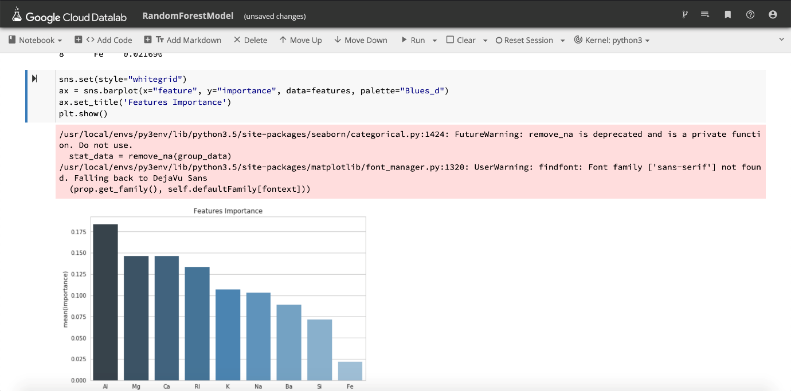 Google Cloud Datalab RandomForestModel (unsaved changes)
Notebook <> Add Code Tr Add Markdown Delete Move Up Move Down Run Clear Reset Session Kernel: python3
8 Fe 0.021695
sns.set(style="whitegrid")
ax = sns.barplot(x="feature", y="importance", data=features, palette="Blues_d")
ax.set_title('Features Importance')
plt.show()
/usr/local/envs/py3env/lib/python3.5/site-packages/seaborn/categorical.py:1424: FutureWarning: remove_na is deprecated and is a private functi
on. Do not use.
stat_data = remove_na(group_data)
/usr/local/envs/py3env/lib/python3.5/site-packages/matplotlib/font_manager.py:1320: UserWarning: findfont: Font family ['sans-serif'] not foun
d. Falling back to DejaVu Sans
(prop.get_family(), self.defaultFamily[fontext]))
Features Importance
0.175
0.150
0.125
0.100
0.075
0.050
0.025
0.000
mean(importance)
Al Mg Ca RI K Na Ba Si Fe